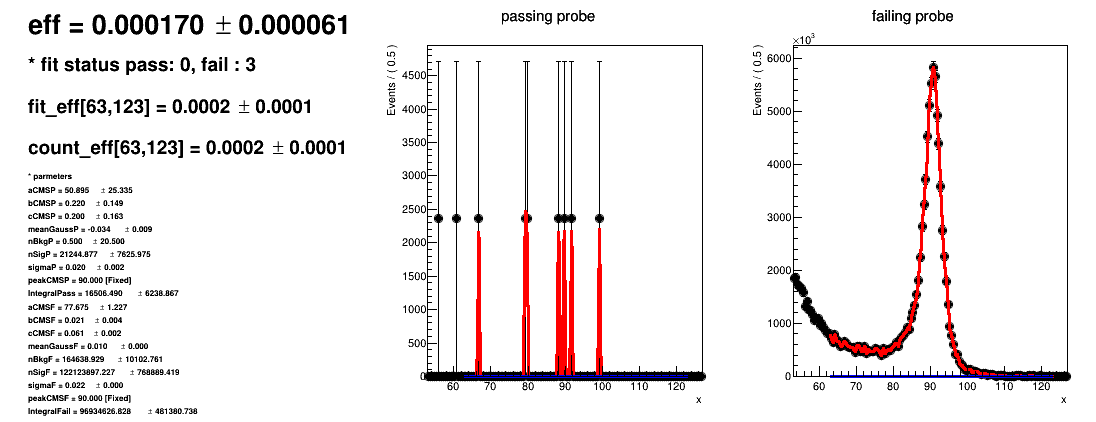 eff = 0.000170 ± 0.000061
* fit status pass: 0, fail : 3
fit_eff[63,123] = 0.0002 ± 0.0001
count_eff[63,123] = 0.0002 ± 0.0001
* parmeters
aCMSP = 50.895 ± 25.335
bCMSP = 0.220 ± 0.149
cCMSP = 0.200 ± 0.163
meanGaussP = -0.034 ± 0.009
nBkgP = 0.500 ± 20.500
nSigP = 21244.877 ± 7625.975
sigmaP = 0.020 ± 0.002
peakCMSP = 90.000 [Fixed]
IntegralPass = 16506.490 ± 6238.867
aCMSF = 77.675 ± 1.227
bCMSF = 0.021 ± 0.004
cCMSF = 0.061 ± 0.002
meanGaussF = 0.010 ± 0.000
nBkgF = 164638.929 ± 10102.761
nSigF = 122123897.227 ± 768889.419
sigmaF = 0.022 ± 0.000
peakCMSF = 90.000 [Fixed]
IntegralFail = 96934626.828 ± 481380.738
passing probe
Events / ( 0.5 )
4500
4000
3500
3000
2500
2000
1500
1000
500
0
60 70 80 90 100 110 120
x
failing probe
×10³
Events / ( 0.5 )
6000
5000
4000
3000
2000
1000
0
60 70 80 90 100 110 120
x